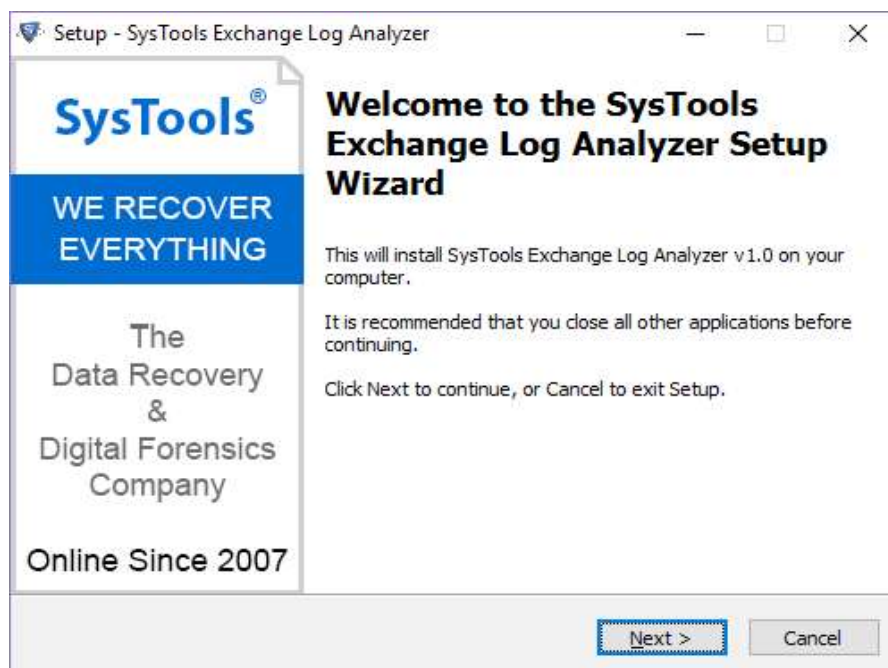 Setup - SysTools Exchange Log Analyzer
SysTools®
WE RECOVER
EVERYTHING
The
Data Recovery
&
Digital Forensics
Company
Online Since 2007
Welcome to the SysTools
Exchange Log Analyzer Setup
Wizard
This will install SysTools Exchange Log Analyzer v1.0 on your
computer.
It is recommended that you close all other applications before
continuing.
Click Next to continue, or Cancel to exit Setup.
Next >
Cancel